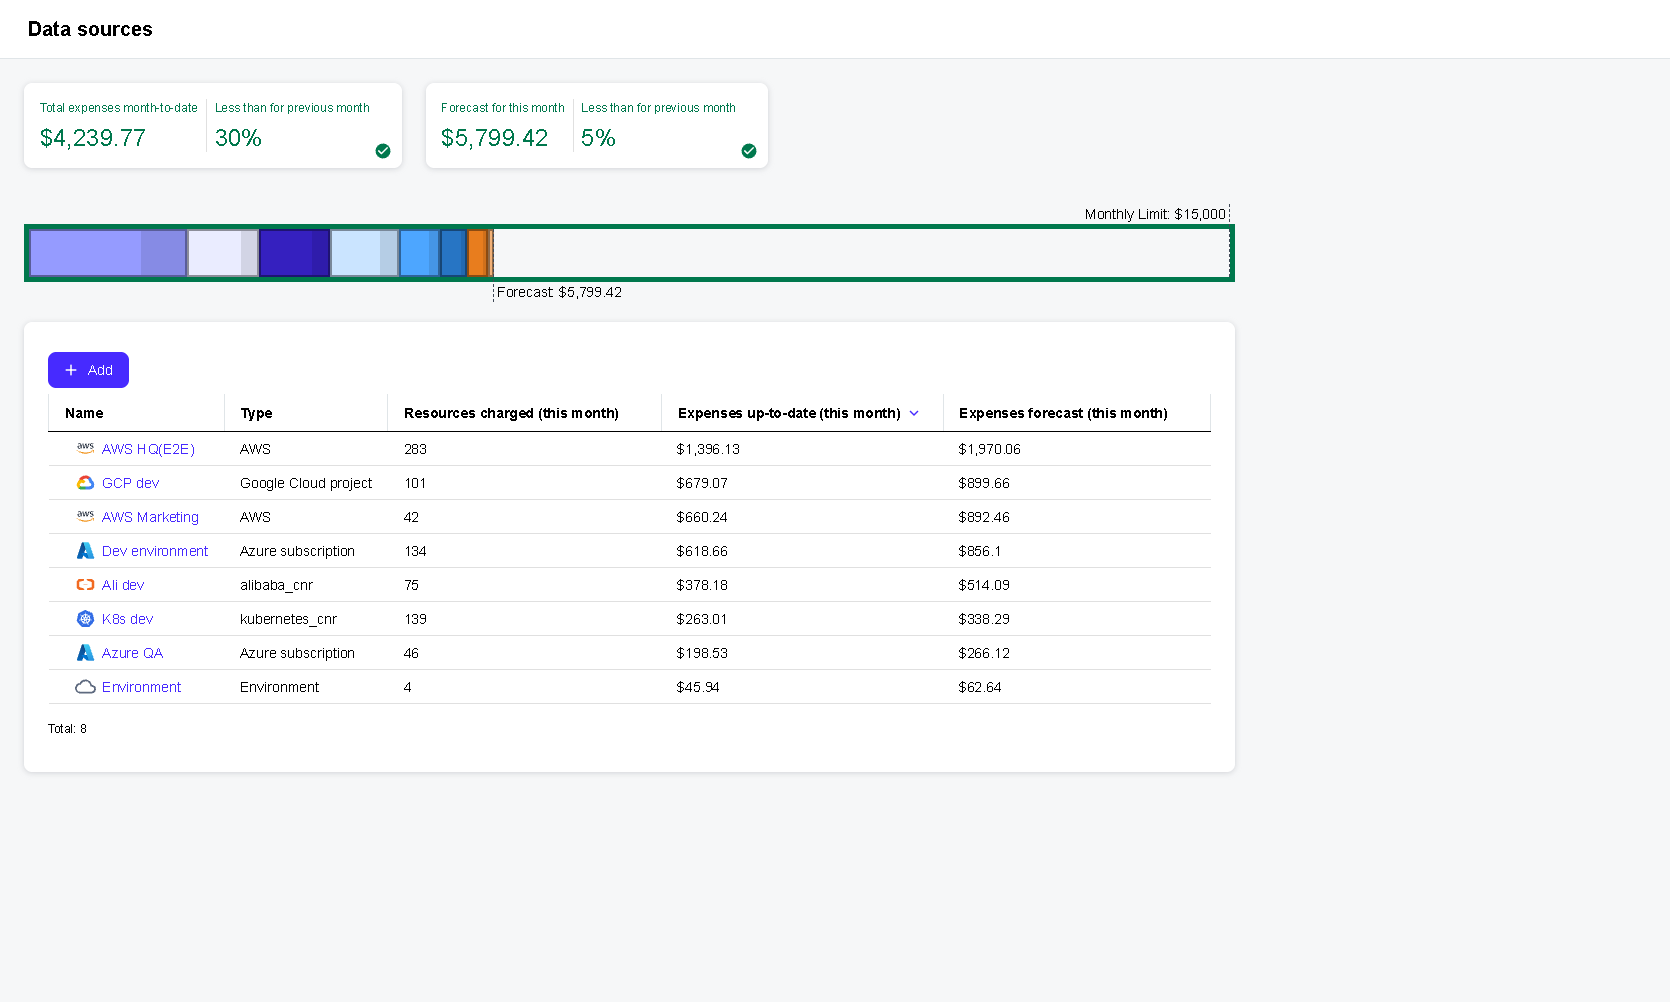 Data sources
Total expenses month-to-date
Less than for previous month
$4,239.77
30%
Forecast for this month
Less than for previous month
$5,799.42
5%
Monthly Limit: $15,000
Forecast: $5,799.42
Add
Name Type Resources charged (this month) Expenses up-to-date (this month) Expenses forecast (this month)
aws AWS HQ(E2E) AWS 283 $1,396.13 $1,970.06
GCP dev Google Cloud project 101 $679.07 $899.66
aws AWS Marketing AWS 42 $660.24 $892.46
Dev environment Azure subscription 134 $618.66 $856.1
Ali dev alibaba_cnr 75 $378.18 $514.09
K8s dev kubernetes_cnr 139 $263.01 $338.29
Azure QA Azure subscription 46 $198.53 $266.12
Environment Environment 4 $45.94 $62.64
Total: 8